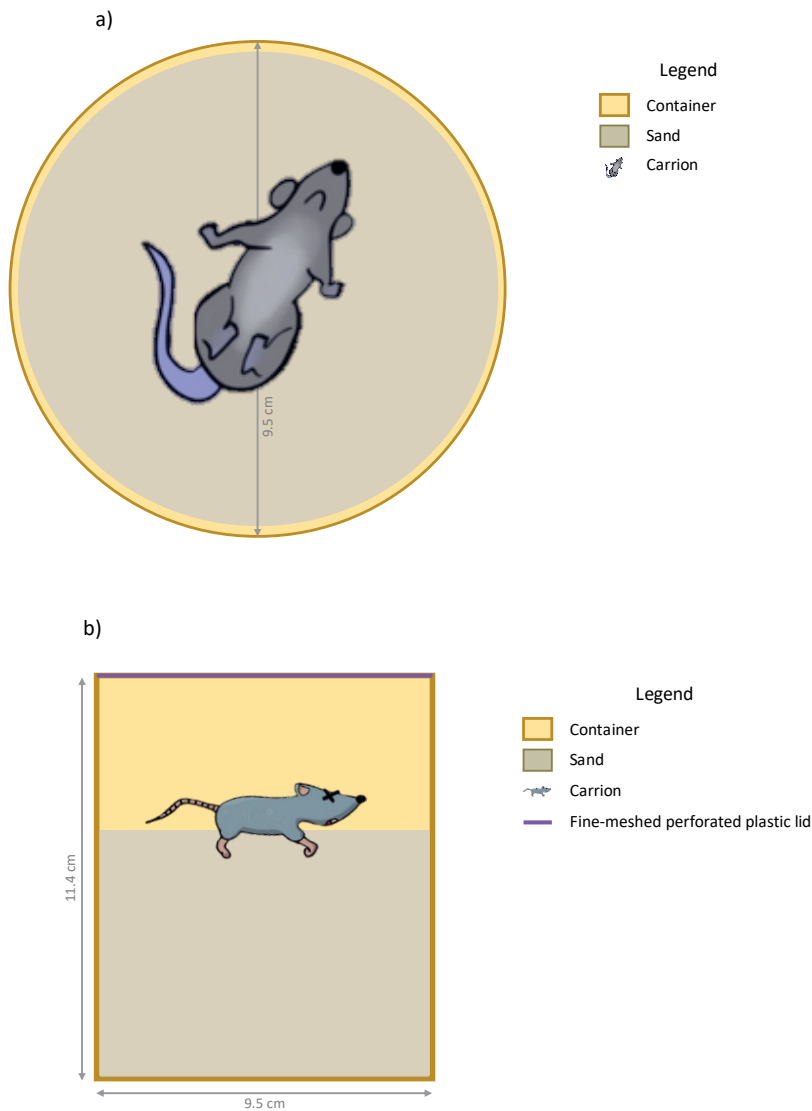 a)
Legend
Container
Sand
Carrion
9.5 cm
b)
Legend
Container
Sand
Carrion
Fine-meshed perforated plastic lid
11.4 cm
9.5 cm